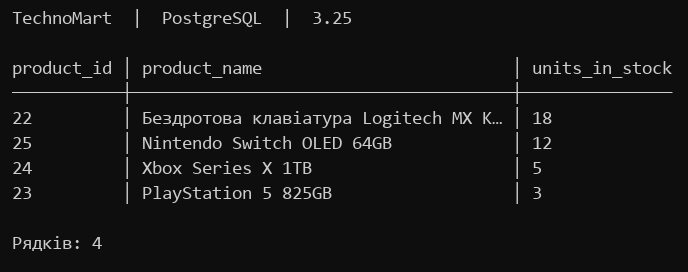 TechnoMart │ PostgreSQL │ 3.25
product_id │ product_name │ units_in_stock
22 │ Бездротова клавіатура Logitech MX K… │ 18
25 │ Nintendo Switch OLED 64GB │ 12
24 │ Xbox Series X 1TB │ 5
23 │ PlayStation 5 825GB │ 3
Рядків: 4